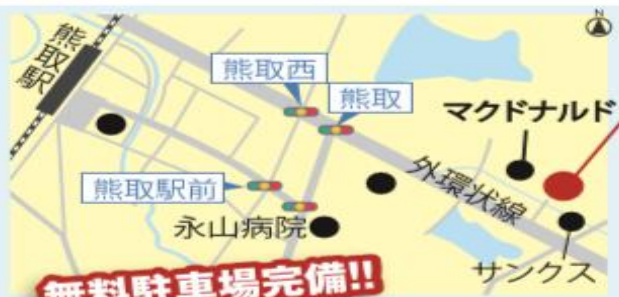 N
熊取駅
熊取西
熊取
マクドナルド
熊取駅前
外環状線
永山病院
サンクス
無料駐車場完備!!